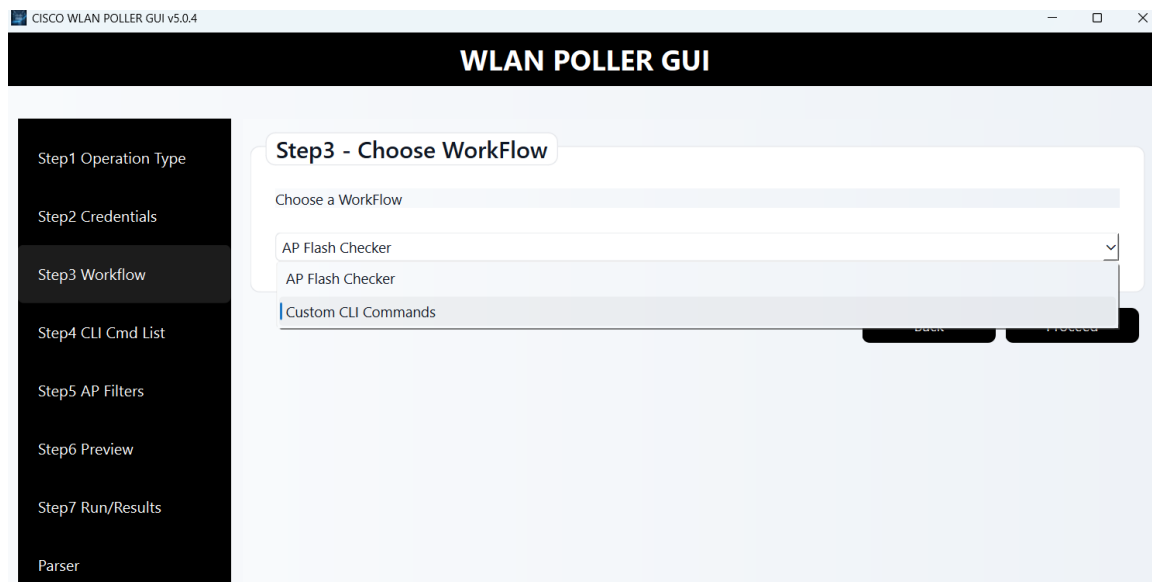 CISCO WLAN POLLER GUI v5.0.4
WLAN POLLER GUI
Step1 Operation Type
Step2 Credentials
Step3 Workflow
Step4 CLI Cmd List
Step5 AP Filters
Step6 Preview
Step7 Run/Results
Parser
Step3 - Choose WorkFlow
Choose a WorkFlow
AP Flash Checker
AP Flash Checker
Custom CLI Commands
Back
Proceed